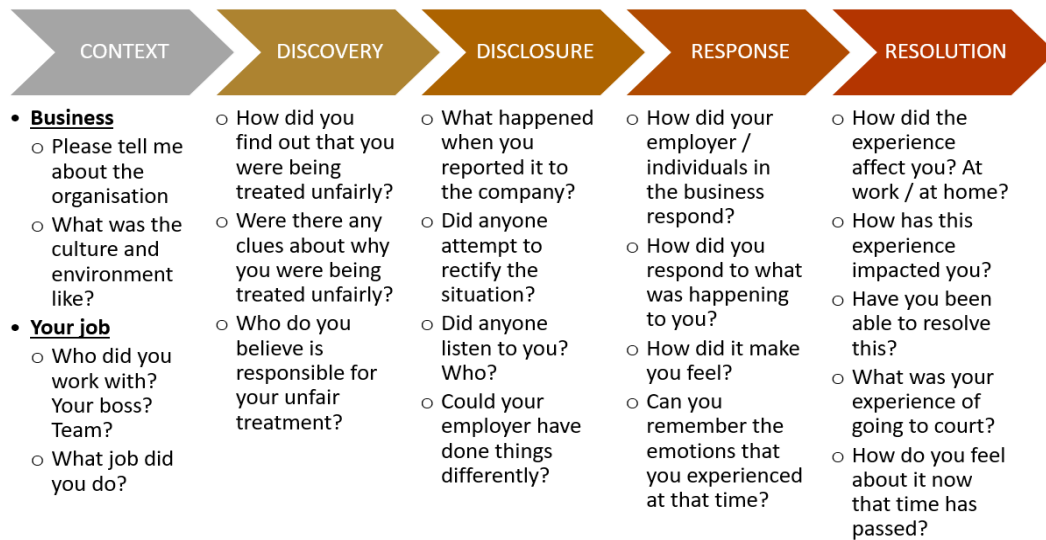 CONTEXT
DISCOVERY
DISCLOSURE
RESPONSE
RESOLUTION
• Business
o Please tell me
about the
organisation
o What was the
culture and
environment
like?
• Your job
o Who did you
work with?
Your boss?
Team?
o What job did
you do?
o How did you
find out that you
were being
treated unfairly?
o Were there any
clues about why
you were being
treated unfairly?
o Who do you
believe is
responsible for
your unfair
treatment?
o What happened
when you
reported it to
the company?
o Did anyone
attempt to
rectify the
situation?
o Did anyone
listen to you?
Who?
o Could your
employer have
done things
differently?
o How did your
employer /
individuals in
the business
respond?
o How did you
respond to what
was happening
to you?
o How did it make
you feel?
o Can you
remember the
emotions that
you experienced
at that time?
o How did the
experience
affect you? At
work / at home?
o How has this
experience
impacted you?
o Have you been
able to resolve
this?
o What was your
experience of
going to court?
o How do you feel
about it now
that time has
passed?